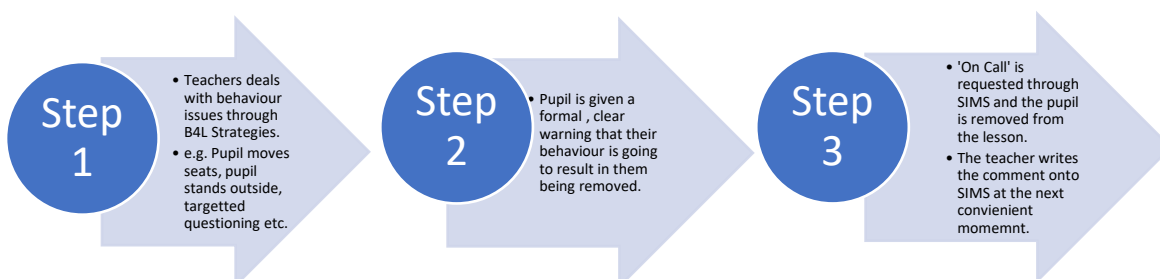 Step
1
• Teachers deals
with behaviour
issues through
B4L Strategies.
• e.g. Pupil moves
seats, pupil
stands outside,
targetted
questioning etc.
Step
2
• Pupil is given a
formal , clear
warning that their
behaviour is going
to result in them
being removed.
Step
3
• 'On Call' is
requested through
SIMS and the pupil
is removed from
the lesson.
• The teacher writes
the comment onto
SIMS at the next
convienient
momemnt.